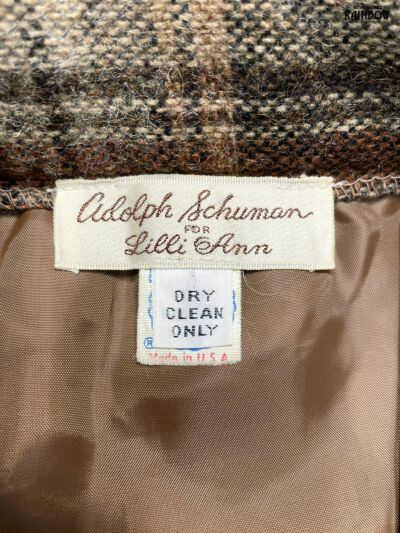 RAINBOW
Adolph Schuman
FOR
Lilli Ann
DRY
CLEAN
ONLY
®
Made in U.S.A